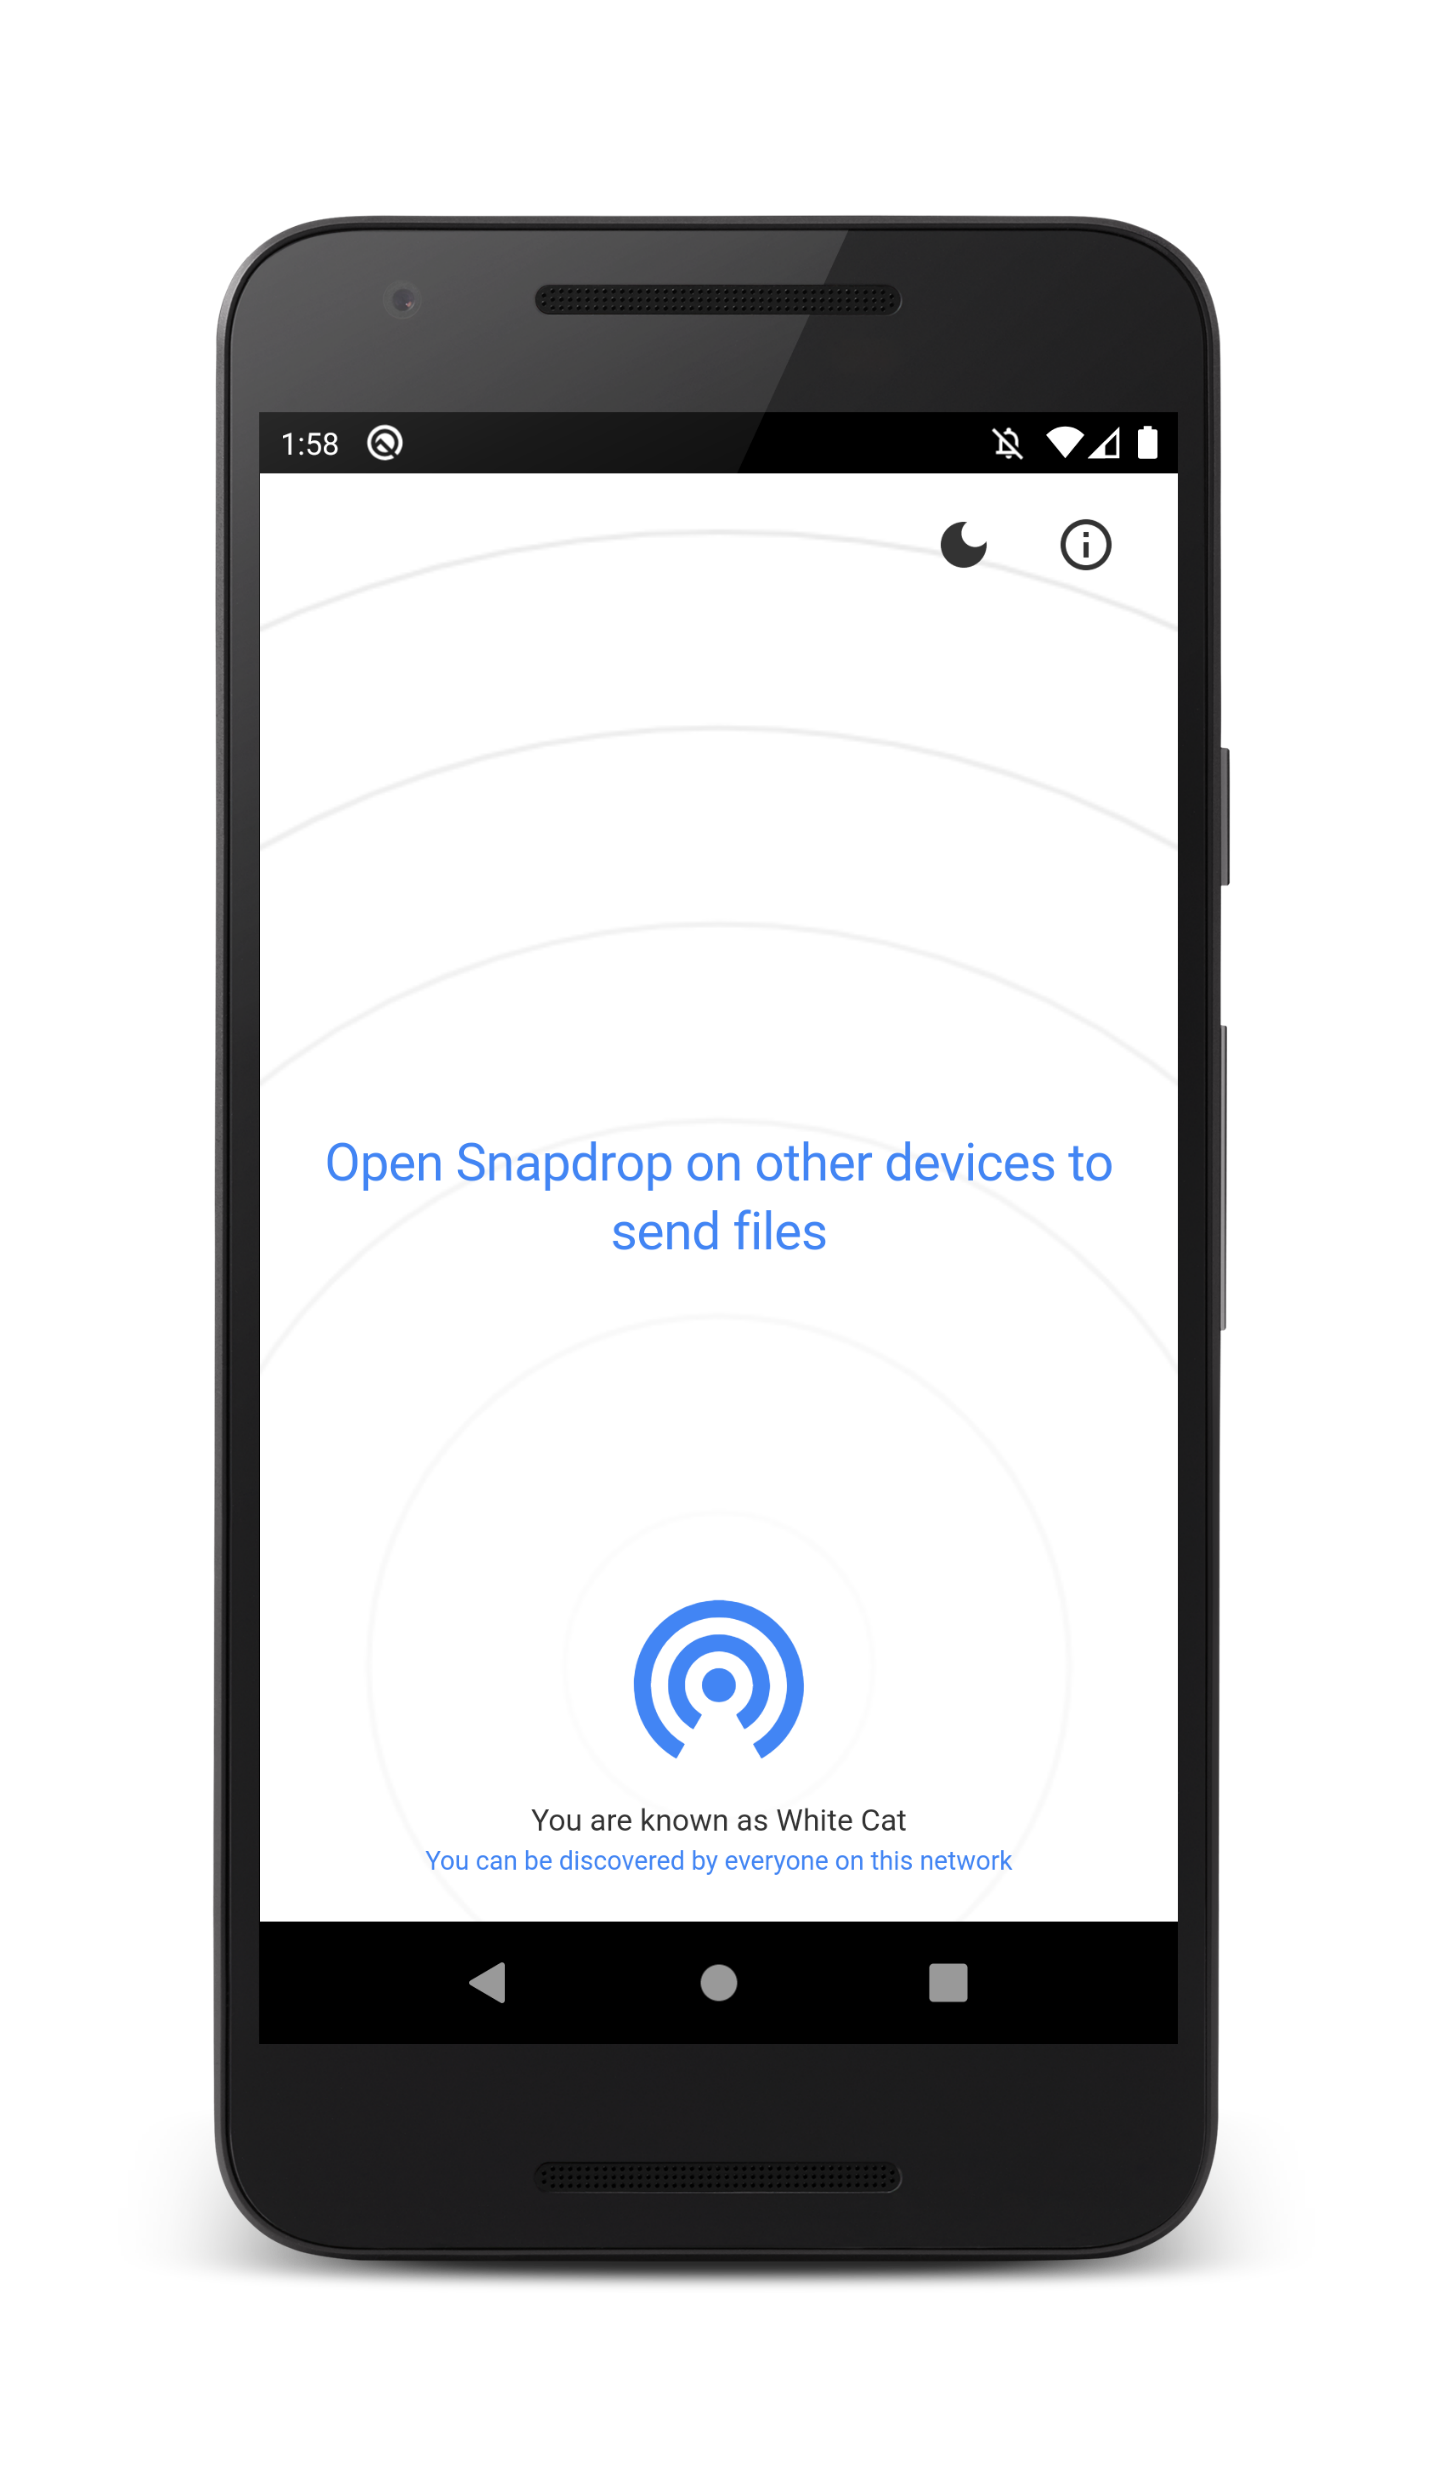 1:58
Open Snapdrop on other devices to
send files
You are known as White Cat
You can be discovered by everyone on this network